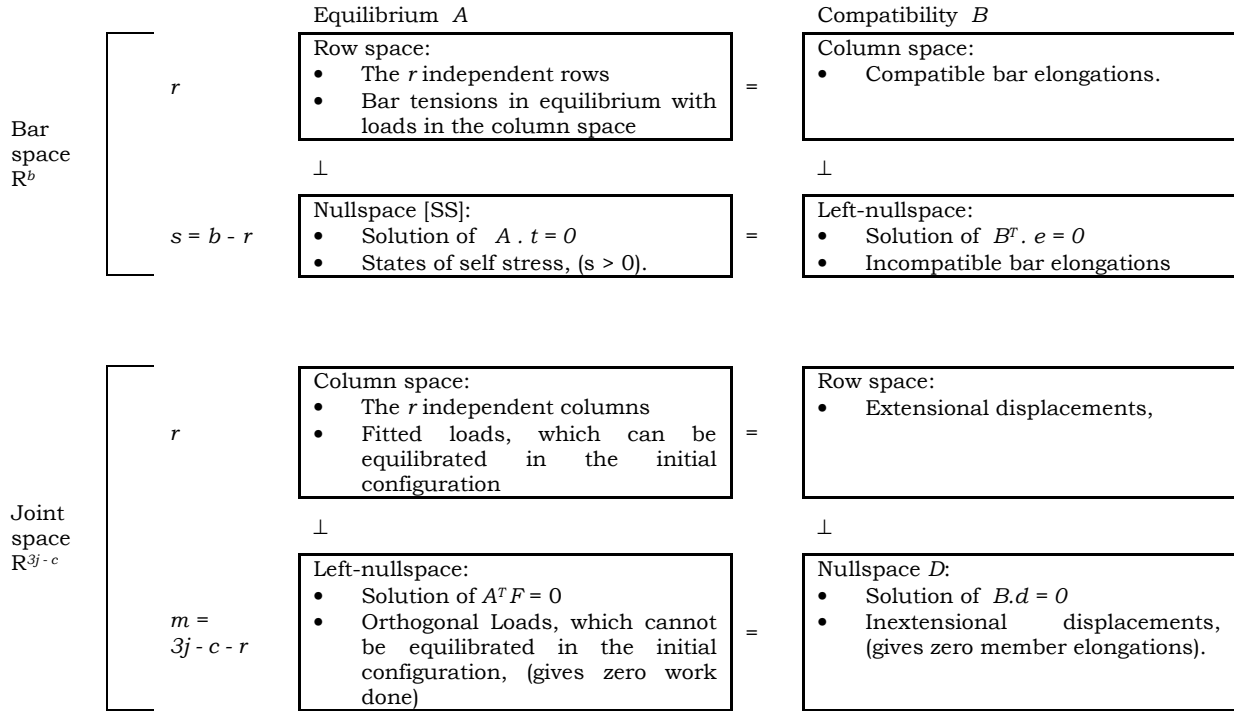 Equilibrium A
Compatibility B
Bar
space
R^b
r
Row space:
• The r independent rows
• Bar tensions in equilibrium with
loads in the column space
=
Column space:
• Compatible bar elongations.
⊥
⊥
s = b - r
Nullspace [SS]:
• Solution of A . t = 0
• States of self stress, (s > 0).
=
Left-nullspace:
• Solution of B^T . e = 0
• Incompatible bar elongations
Joint
space
R^3j - c
r
Column space:
• The r independent columns
• Fitted loads, which can be
equilibrated in the initial
configuration
=
Row space:
• Extensional displacements,
⊥
⊥
m =
3j - c - r
Left-nullspace:
• Solution of A^T F = 0
• Orthogonal Loads, which cannot
be equilibrated in the initial
configuration, (gives zero work
done)
=
Nullspace D:
• Solution of B.d = 0
• Inextensional displacements,
(gives zero member elongations).